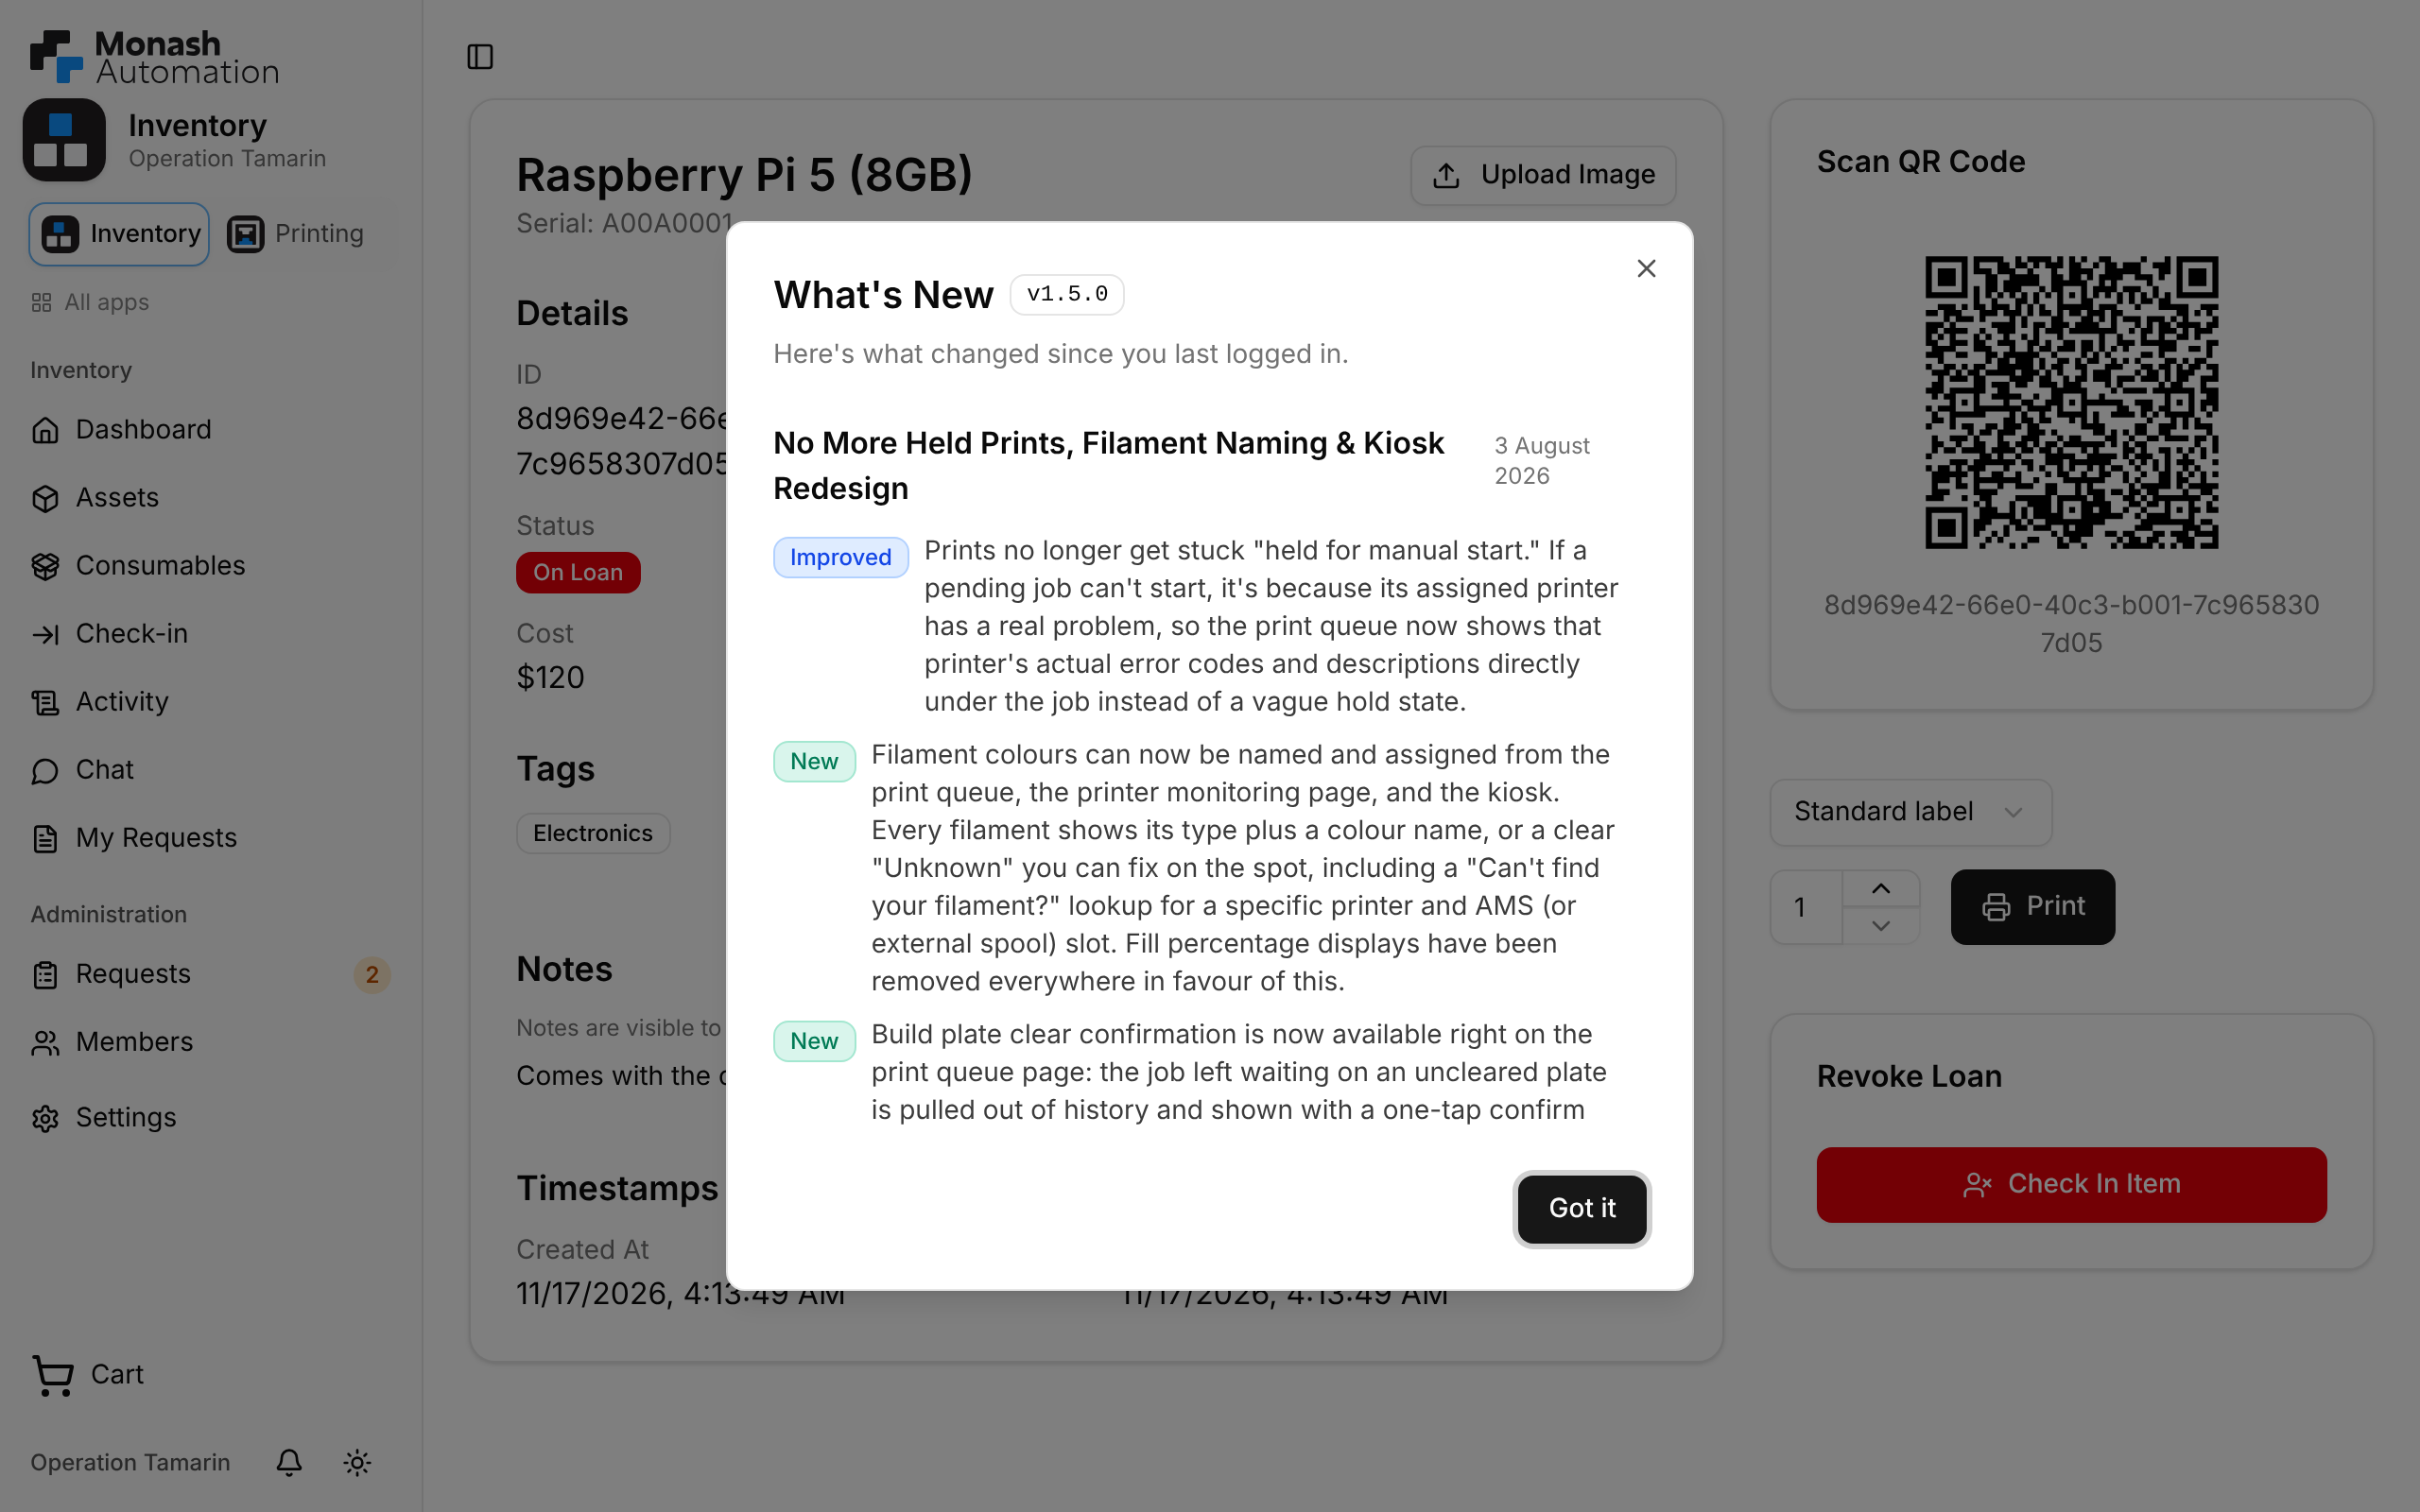 Monash
Automation
Inventory
Operation Tamarin
Inventory
Printing
All apps
Inventory
Dashboard
Assets
Consumables
Check-in
Activity
Chat
My Requests
Administration
Requests
2
Members
Settings
Cart
Operation Tamarin
Raspberry Pi 5 (8GB)
Serial: A00A0001
Upload Image
Details
ID
8d969e42-66e
7c9658307d05
Status
On Loan
Cost
$120
Tags
Electronics
Notes
Notes are visible to
Comes with the
Timestamps
Created At
11/17/2026, 4:13:49 AM
11/17/2026, 4:13:49 AM
What's New
v1.5.0
Here's what changed since you last logged in.
No More Held Prints, Filament Naming & Kiosk
Redesign
3 August
2026
Improved
Prints no longer get stuck "held for manual start." If a
pending job can't start, it's because its assigned printer
has a real problem, so the print queue now shows that
printer's actual error codes and descriptions directly
under the job instead of a vague hold state.
New
Filament colours can now be named and assigned from the
print queue, the printer monitoring page, and the kiosk.
Every filament shows its type plus a colour name, or a clear
"Unknown" you can fix on the spot, including a "Can't find
your filament?" lookup for a specific printer and AMS (or
external spool) slot. Fill percentage displays have been
removed everywhere in favour of this.
New
Build plate clear confirmation is now available right on the
print queue page: the job left waiting on an uncleared plate
is pulled out of history and shown with a one-tap confirm
Got it
Scan QR Code
8d969e42-66e0-40c3-b001-7c965830
7d05
Standard label
1
Print
Revoke Loan
Check In Item